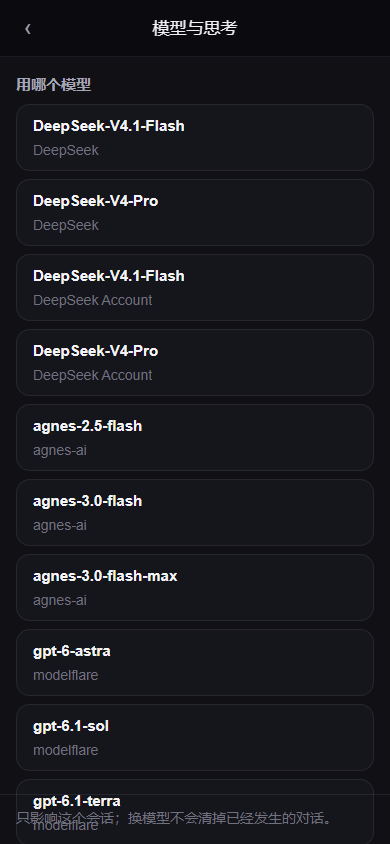 ‹
模型与思考
用哪个模型
DeepSeek-V4.1-Flash
DeepSeek
DeepSeek-V4-Pro
DeepSeek
DeepSeek-V4.1-Flash
DeepSeek Account
DeepSeek-V4-Pro
DeepSeek Account
agnes-2.5-flash
agnes-ai
agnes-3.0-flash
agnes-ai
agnes-3.0-flash-max
agnes-ai
gpt-6-astra
modelflare
gpt-6.1-sol
modelflare
gpt-6.1-terra
只影响这个会话；换模型不会清掉已经发生的对话。
modelflare